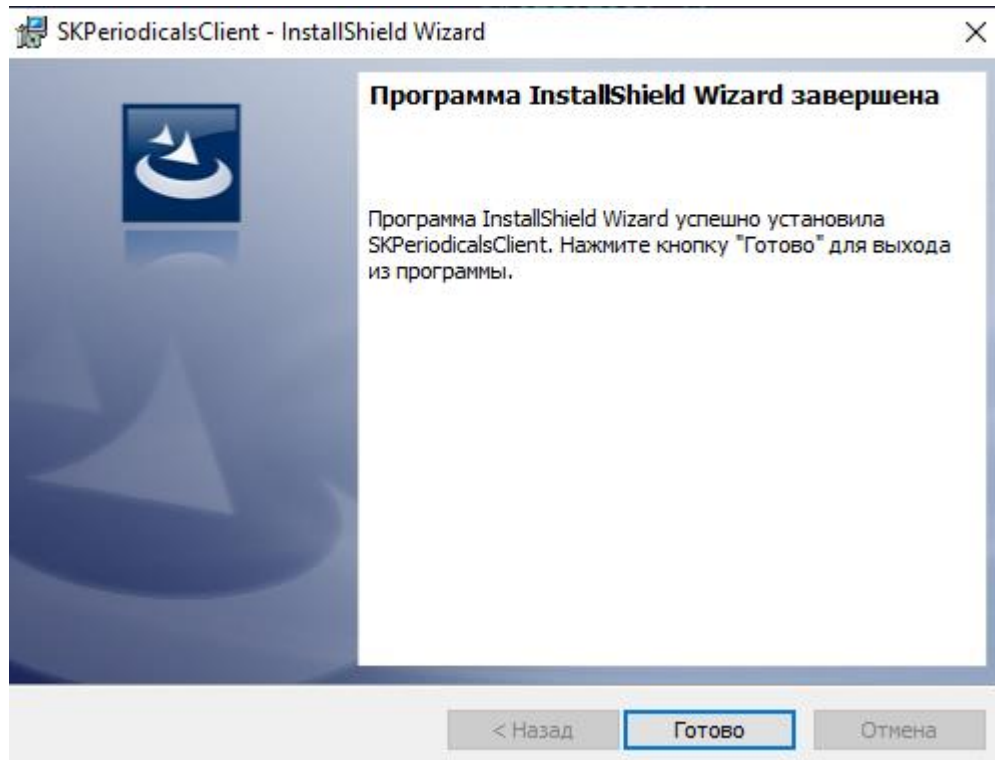 SKPeriodicalsClient - InstallShield Wizard
Программа InstallShield Wizard завершена
Программа InstallShield Wizard успешно установила
SKPeriodicalsClient. Нажмите кнопку "Готово" для выхода
из программы.
< Назад Готово Отмена